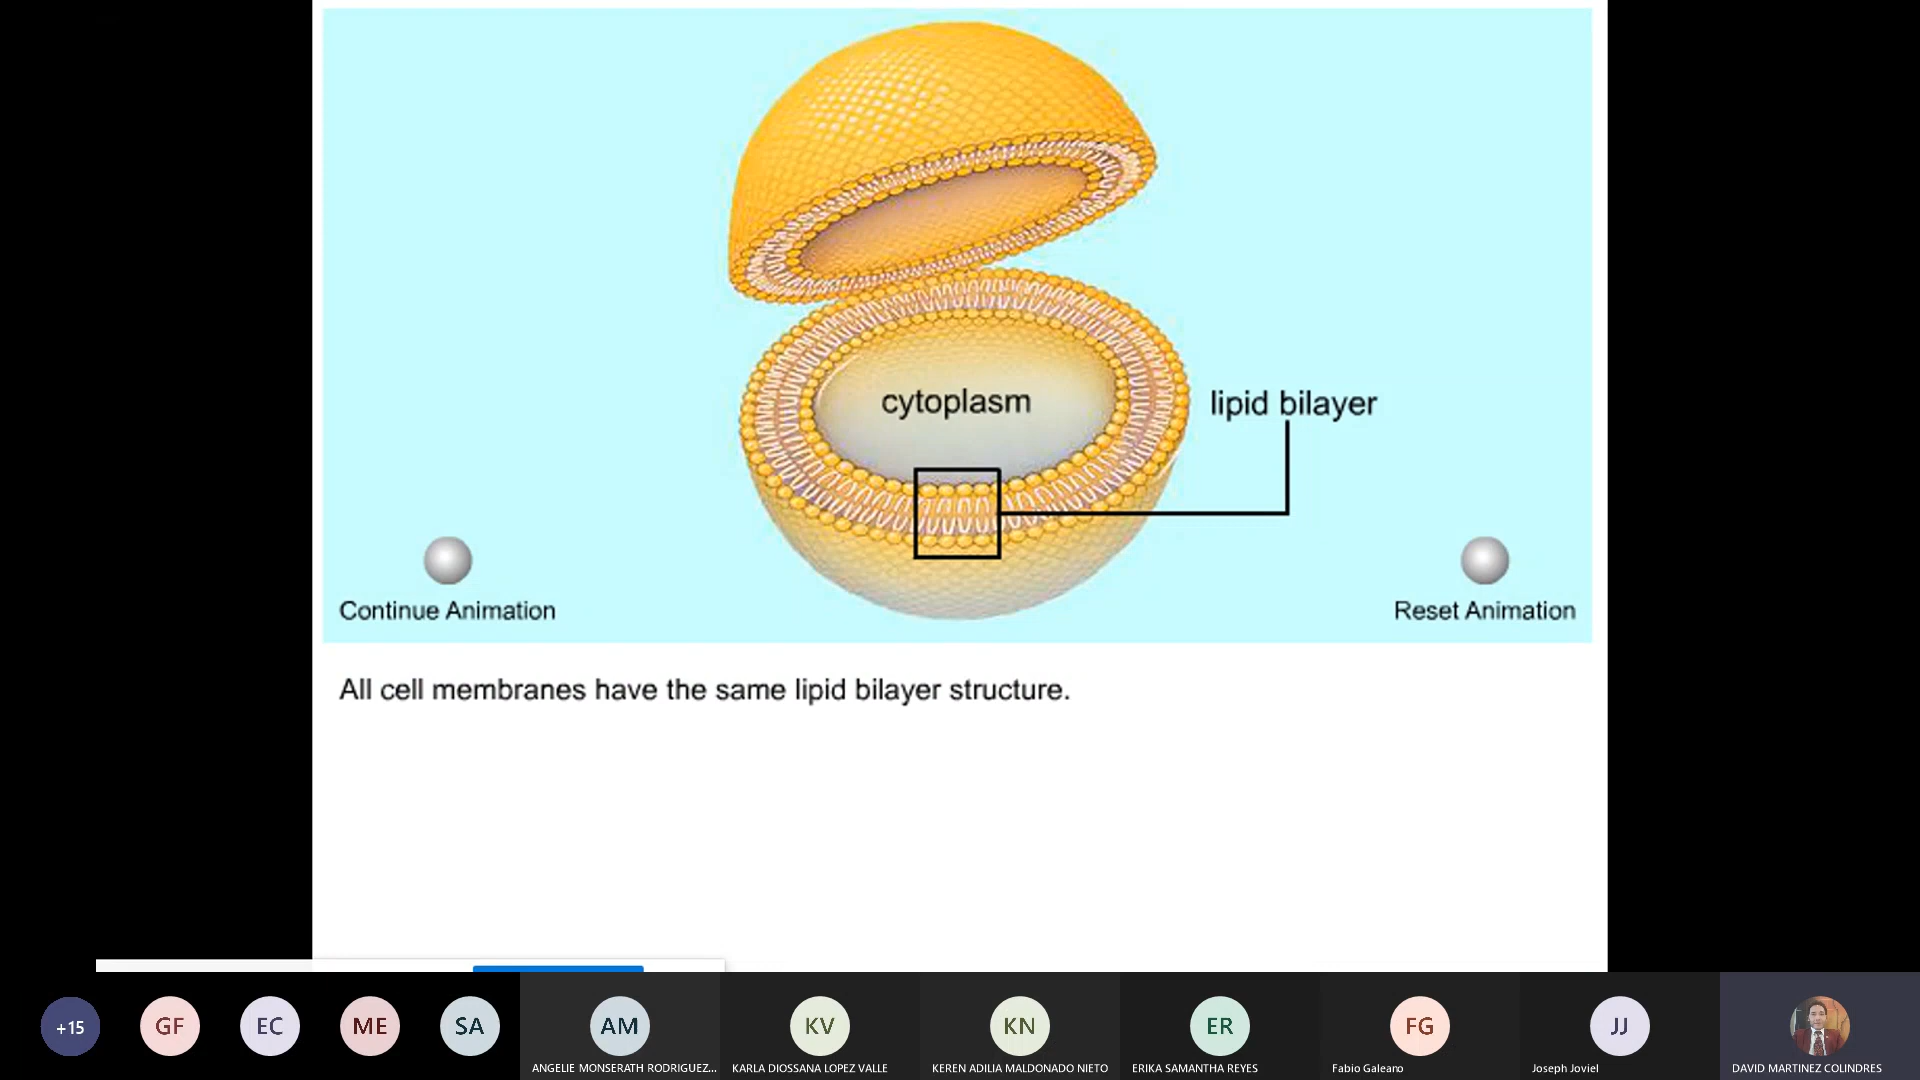 cytoplasm
lipid bilayer
Continue Animation
Reset Animation
All cell membranes have the same lipid bilayer structure.
+15
GF
EC
ME
SA
AM
KV
KN
ER
FG
JJ
ANGELIE MONSERATH RODRIGUEZ...
KARLA DIOSSANA LOPEZ VALLE
KEREN ADILIA MALDONADO NIETO
ERIKA SAMANTHA REYES
Fabio Galeano
Joseph Joviel
DAVID MARTINEZ COLINDRES